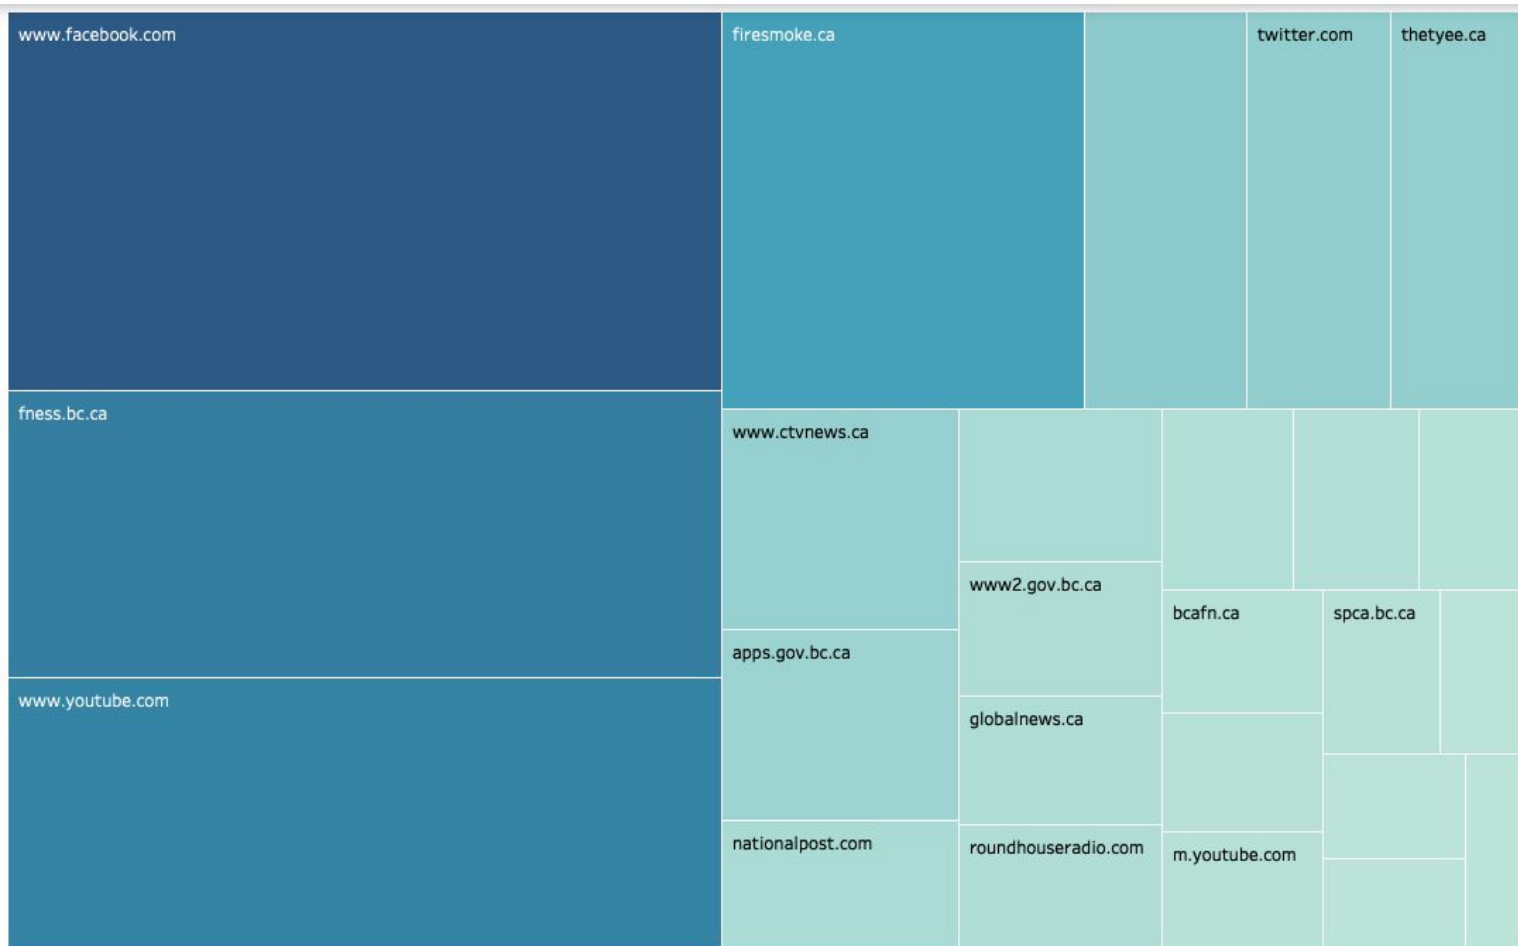 www.facebook.com
firesmoke.ca
twitter.com
thetyee.ca
fness.bc.ca
www.ctvnews.ca
www2.gov.bc.ca
bcafn.ca
spca.bc.ca
apps.gov.bc.ca
www.youtube.com
globalnews.ca
nationalpost.com
roundhouseradio.com
m.youtube.com